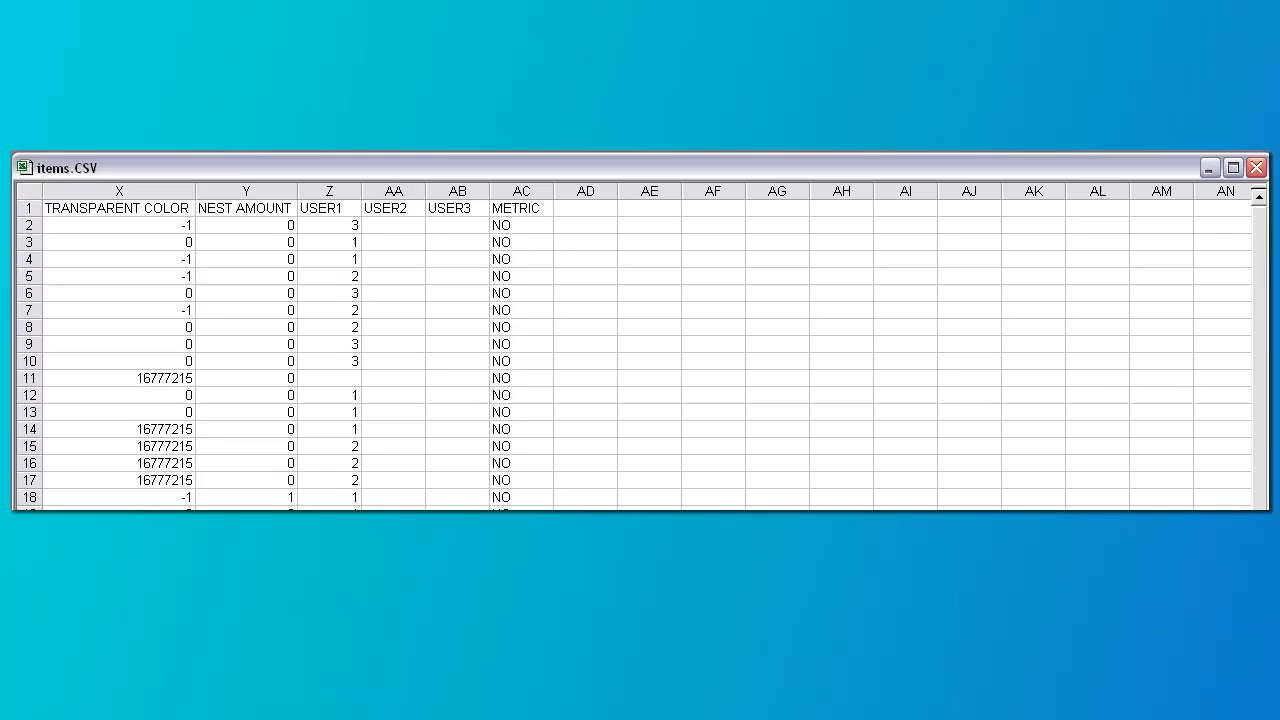 items.CSV
X Y Z AA AB AC AD AE AF AG AH AI AJ AK AL AM AN
1 TRANSPARENT COLOR NEST AMOUNT USER1 USER2 USER3 METRIC
2 -1 0 3 NO
3 0 0 1 NO
4 -1 0 1 NO
5 -1 0 2 NO
6 0 0 3 NO
7 -1 0 2 NO
8 0 0 2 NO
9 0 0 3 NO
10 0 0 3 NO
11 16777215 0 NO
12 0 0 1 NO
13 0 0 1 NO
14 16777215 0 1 NO
15 16777215 0 2 NO
16 16777215 0 2 NO
17 16777215 0 2 NO
18 -1 1 1 NO